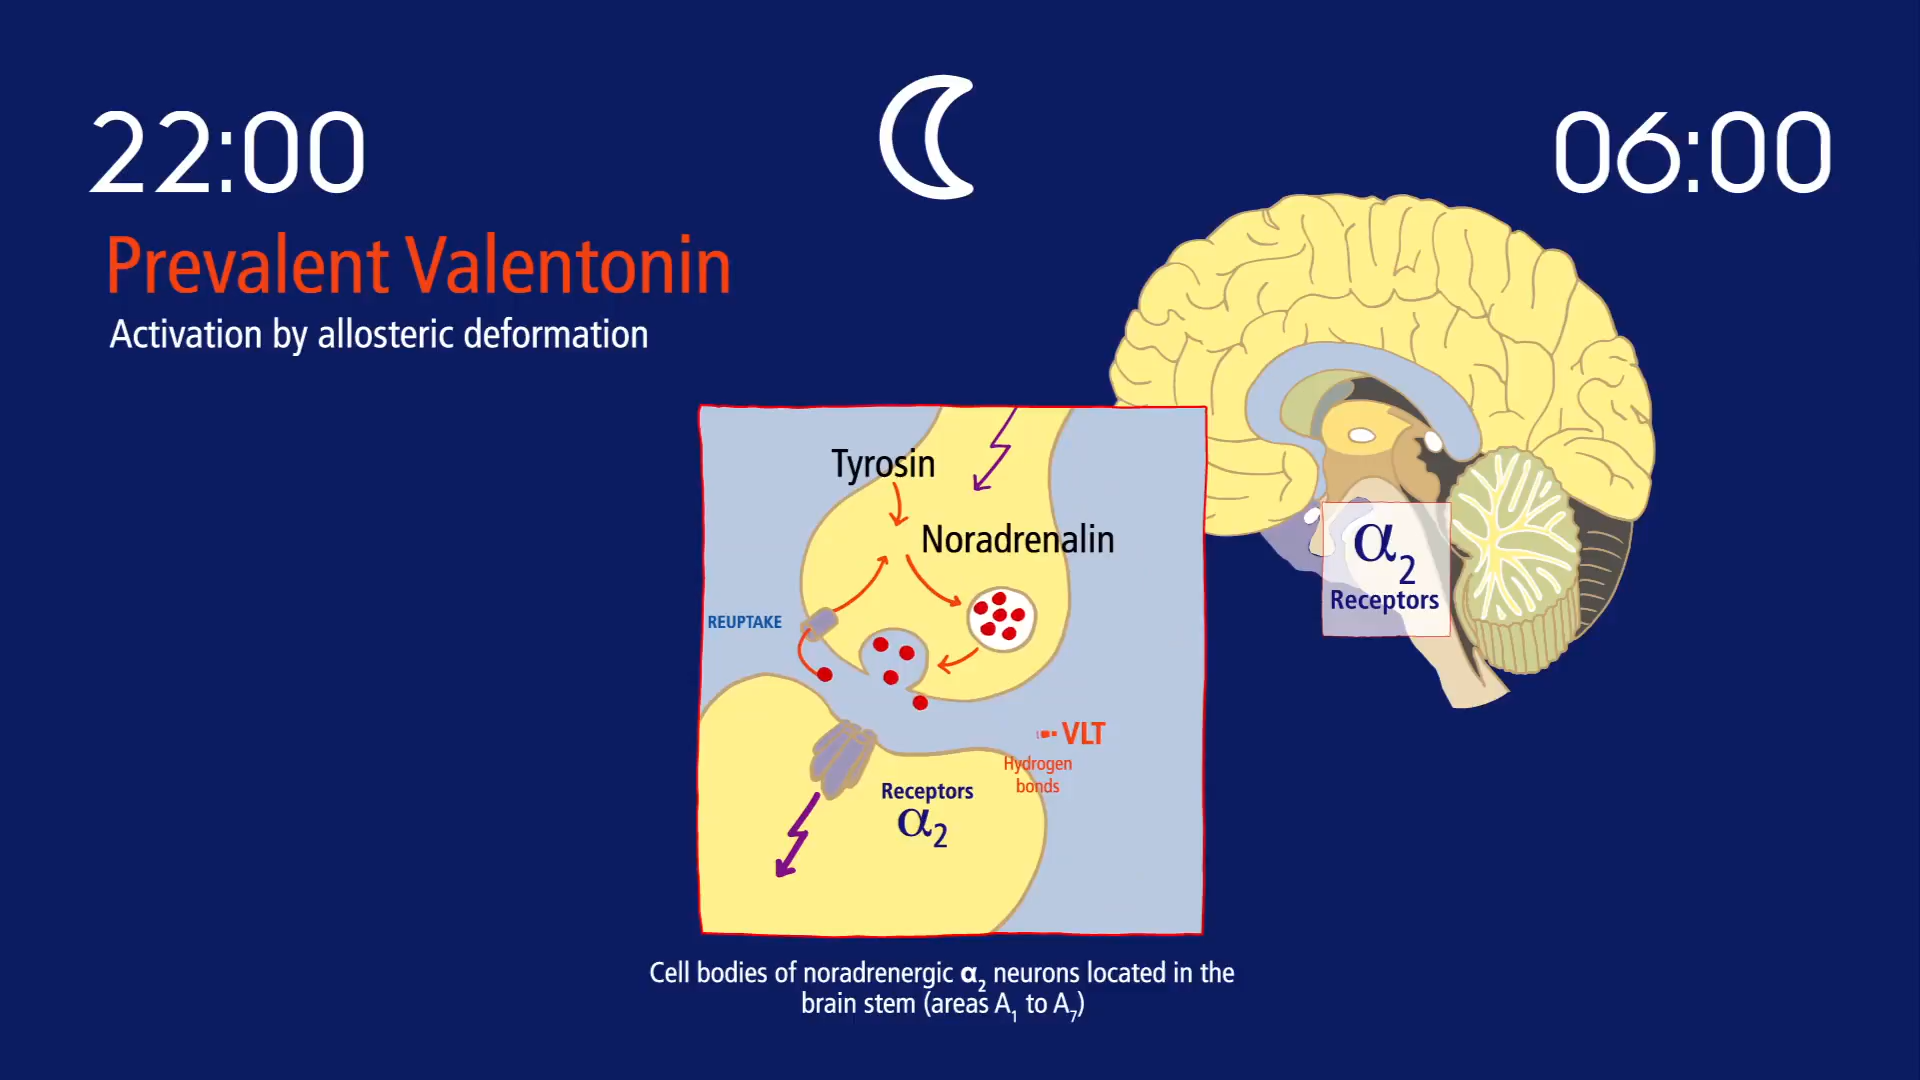 22:00
06:00
Prevalent Valentonin
Activation by allosteric deformation
Tyrosin
Noradrenalin
REUPTAKE
VLT
Hydrogen
bonds
Receptors
α2
α2
Receptors
Cell bodies of noradrenergic α2 neurons located in the
brain stem (areas A1 to A7)